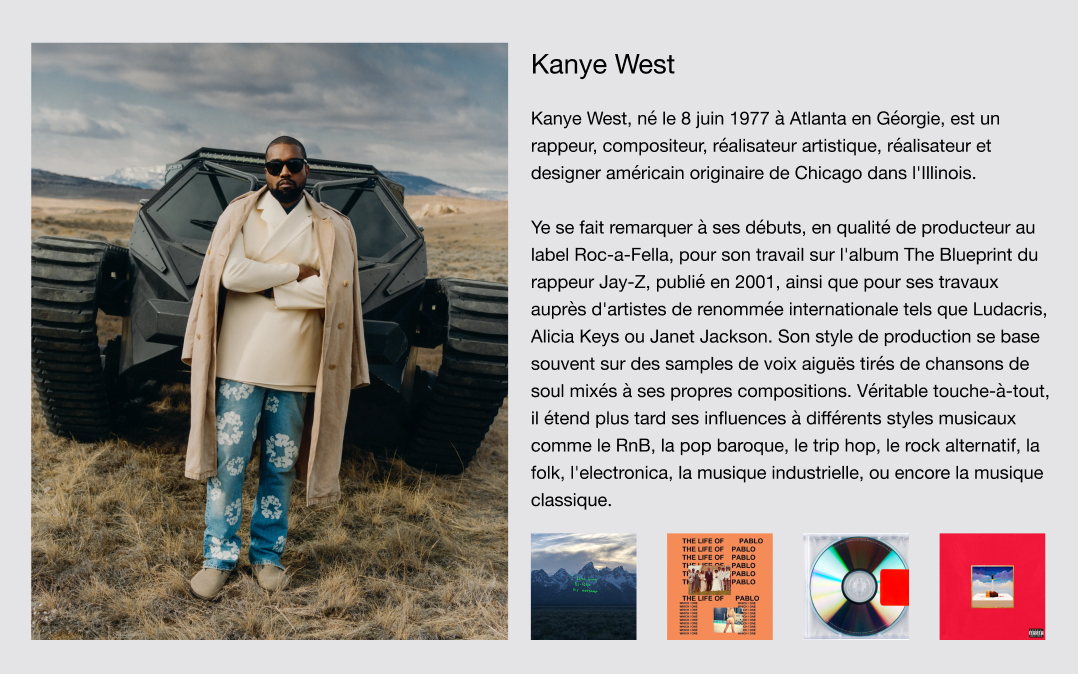 Kanye West
Kanye West, né le 8 juin 1977 à Atlanta en Géorgie, est un
rappeur, compositeur, réalisateur artistique, réalisateur et
designer américain originaire de Chicago dans l'Illinois.
Ye se fait remarquer à ses débuts, en qualité de producteur au
label Roc-a-Fella, pour son travail sur l'album The Blueprint du
rappeur Jay-Z, publié en 2001, ainsi que pour ses travaux
auprès d'artistes de renommée internationale tels que Ludacris,
Alicia Keys ou Janet Jackson. Son style de production se base
souvent sur des samples de voix aiguës tirés de chansons de
soul mixés à ses propres compositions. Véritable touche-à-tout,
il étend plus tard ses influences à différents styles musicaux
comme le RnB, la pop baroque, le trip hop, le rock alternatif, la
folk, l'electronica, la musique industrielle, ou encore la musique
classique.
THE LIFE OF PABLO
THE LIFE OF PABLO
THE LIFE OF PABLO
THE LIFE OF PABLO
THE LIFE OF PABLO
PABLO
THE LIFE OF PABLO